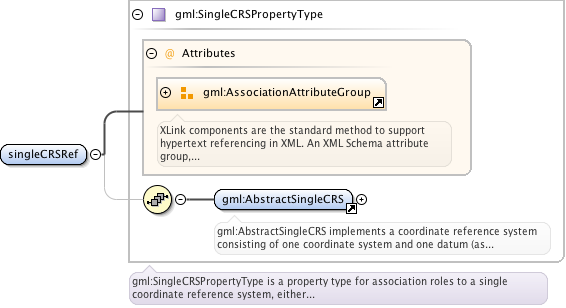 gml:SingleCRSPropertyType
@ Attributes
gml:AssociationAttributeGroup
XLink components are the standard method to support
hypertext referencing in XML. An XML Schema attribute
group,...
singleCRSRef
gml:AbstractSingleCRS
gml:AbstractSingleCRS implements a coordinate reference system
consisting of one coordinate system and one datum (as...
gml:SingleCRSPropertyType is a property type for association roles to a single
coordinate reference system, either...